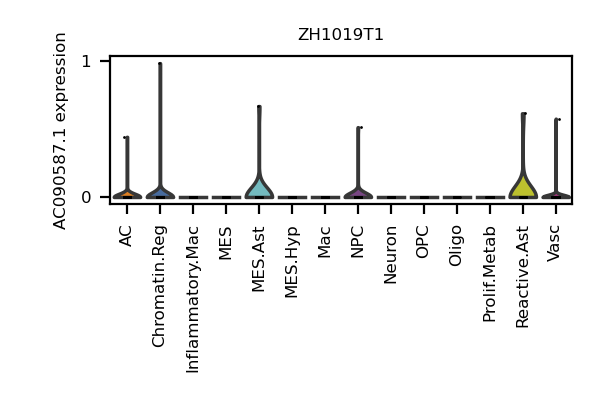 ZH1019T1
AC090587.1 expression
1
0
AC
Chromatin.Reg
Inflammatory.Mac
MES
MES.Ast
MES.Hyp
Mac
NPC
Neuron
OPC
Oligo
Prolif.Metab
Reactive.Ast
Vasc